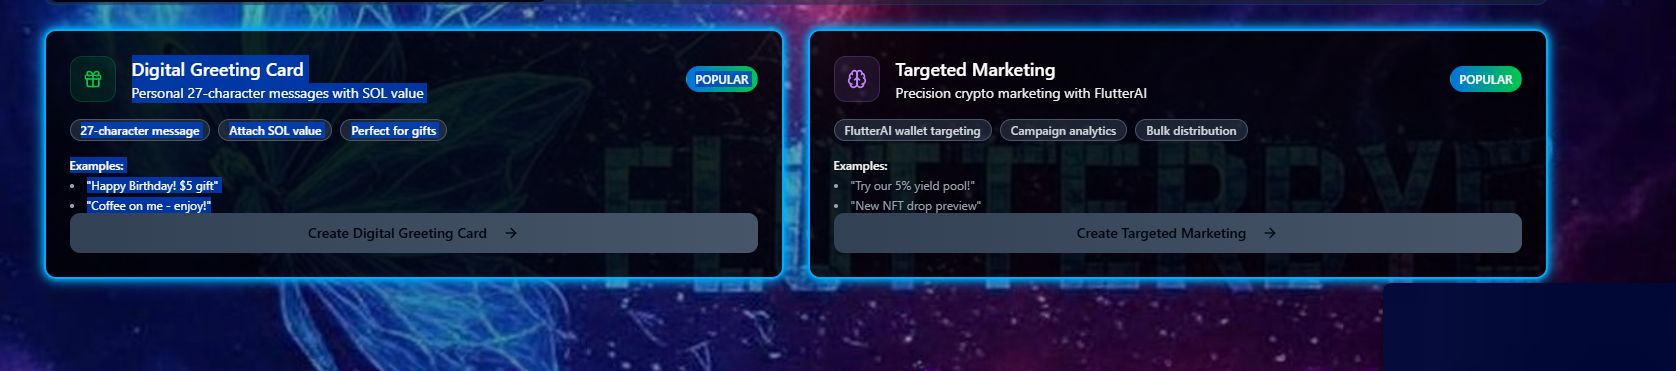 Digital Greeting Card
Personal 27-character messages with SOL value
POPULAR
27-character message
Attach SOL value
Perfect for gifts
Examples:
• "Happy Birthday! $5 gift"
• "Coffee on me - enjoy!"
Create Digital Greeting Card →
Targeted Marketing
Precision crypto marketing with FlutterAI
POPULAR
FlutterAI wallet targeting
Campaign analytics
Bulk distribution
Examples:
• "Try our 5% yield pool!"
• "New NFT drop preview"
Create Targeted Marketing →
FLUTTERBYE